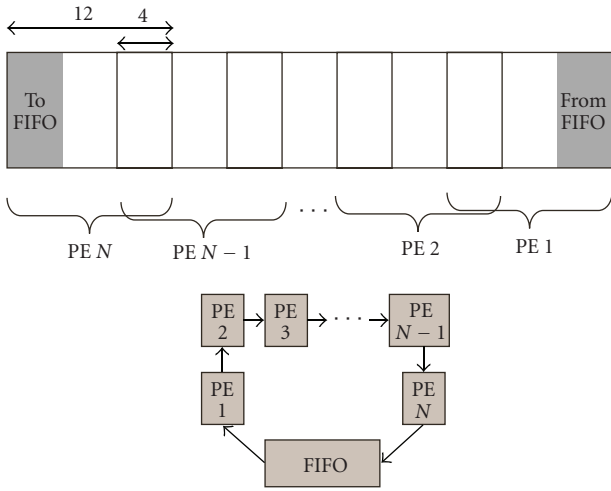 12
4
To
FIFO
From
FIFO
PE N
PE N − 1
· · ·
PE 2
PE 1
PE
2
PE
3
· · ·
PE
N − 1
PE
1
PE
N
FIFO